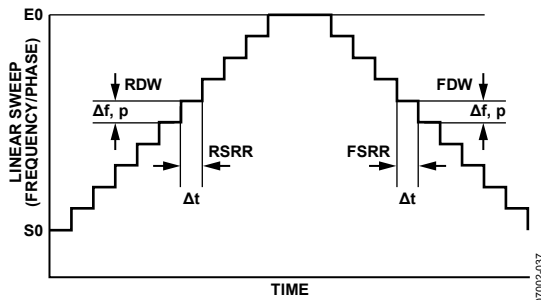 E0
RDW
FDW
Δf, p
Δf, p
LINEAR SWEEP
(FREQUENCY/PHASE)
RSRR
FSRR
Δt
Δt
S0
TIME
07002-037